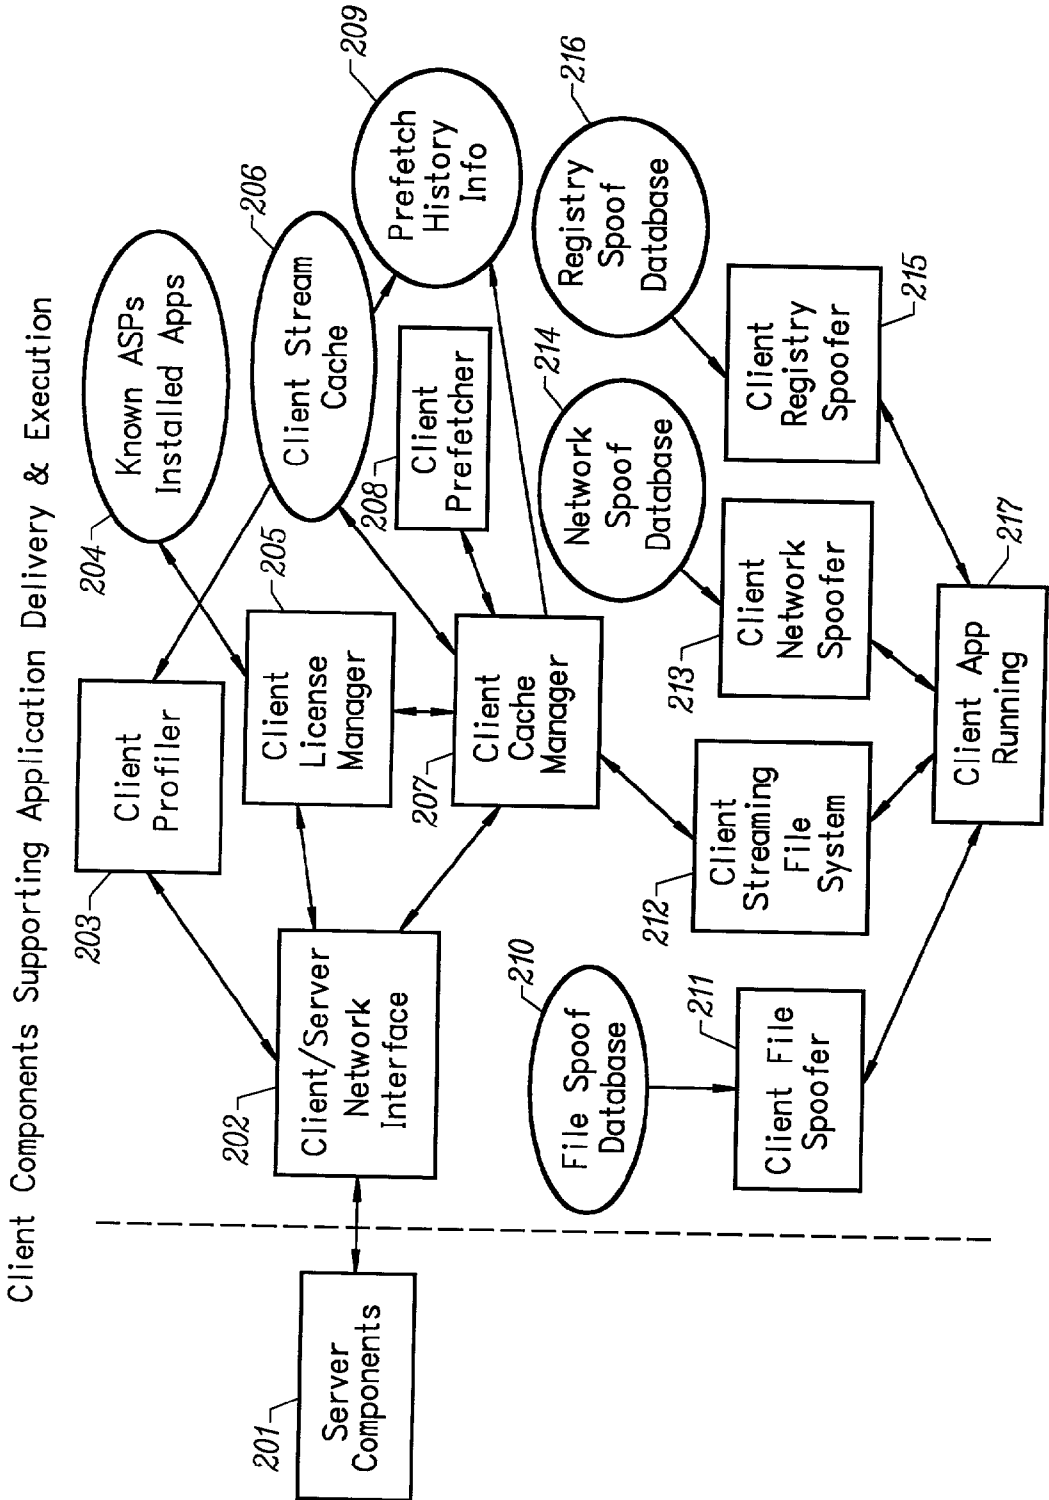 Client Components Supporting Application Delivery & Execution
201
Server
Components
202
Client/Server
Network
Interface
203
Client
Profiler
204
Known ASPs
Installed Apps
205
Client
License
Manager
206
Client Stream
Cache
207
Client
Cache
Manager
208
Client
Prefetcher
209
Prefetch
History
Info
210
File Spoof
Database
211
Client File
Spoofer
212
Client
Streaming
File
System
213
Client
Network
Spoofer
214
Network
Spoof
Database
215
Client
Registry
Spoofer
216
Registry
Spoof
Database
217
Client App
Running